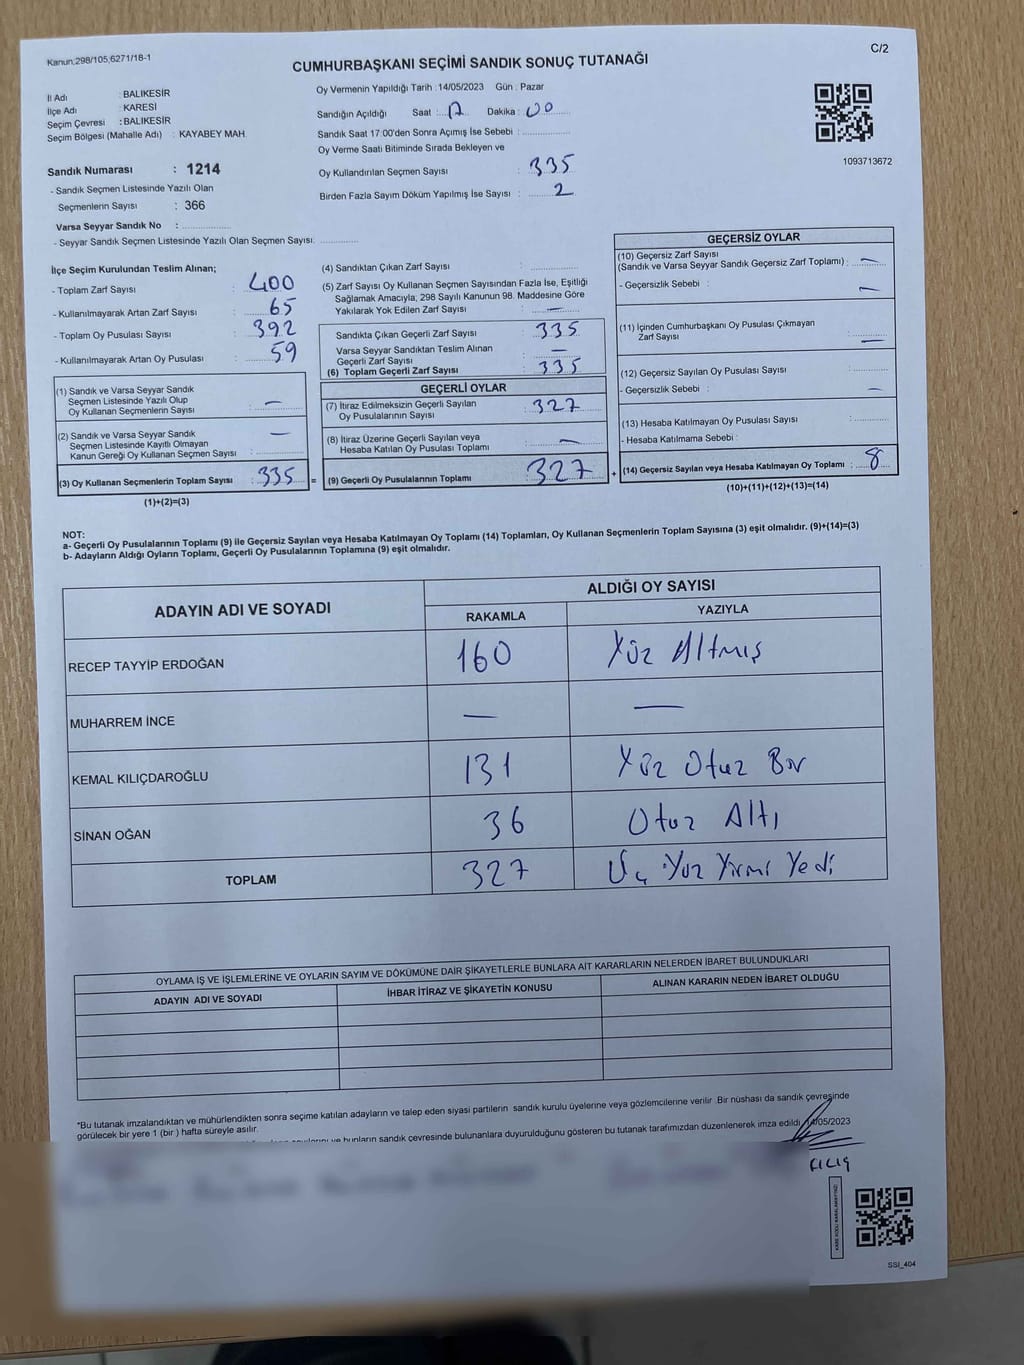 Kanun;298/105;6271/18-1
C/2
CUMHURBAŞKANI SEÇİMİ SANDIK SONUÇ TUTANAĞI
İl Adı : BALIKESİR
İlçe Adı : KARESİ
Seçim Çevresi : BALIKESİR
Seçim Bölgesi (Mahalle Adı) : KAYABEY MAH.
Sandık Numarası : 1214
- Sandık Seçmen Listesinde Yazılı Olan
Seçmenlerin Sayısı : 366
Varsa Seyyar Sandık No :
- Seyyar Sandık Seçmen Listesinde Yazılı Olan Seçmen Sayısı:
Oy Vermenin Yapıldığı Tarih : 14/05/2023 Gün : Pazar
Sandığın Açıldığı Saat : 17 Dakika : 00
Sandık Saat 17:00'den Sonra Açımış İse Sebebi :
Oy Verme Saati Bitiminde Sırada Bekleyen ve
Oy Kullandırılan Seçmen Sayısı : 335
Birden Fazla Sayım Döküm Yapılmış İse Sayısı : 2
1093713672
İlçe Seçim Kurulundan Teslim Alınan;
- Toplam Zarf Sayısı : 400
- Kullanılmayarak Artan Zarf Sayısı : 65
- Toplam Oy Pusulası Sayısı : 392
- Kullanılmayarak Artan Oy Pusulası : 59
(1) Sandık ve Varsa Seyyar Sandık
Seçmen Listesinde Yazılı Olup
Oy Kullanan Seçmenlerin Sayısı : —
(2) Sandık ve Varsa Seyyar Sandık
Seçmen Listesinde Kayıtlı Olmayan
Kanun Gereği Oy Kullanan Seçmen Sayısı : —
(3) Oy Kullanan Seçmenlerin Toplam Sayısı : 335 =
(1)+(2)=(3)
(4) Sandıktan Çıkan Zarf Sayısı :
(5) Zarf Sayısı Oy Kullanan Seçmen Sayısından Fazla İse, Eşitliği
Sağlamak Amacıyla; 298 Sayılı Kanunun 98. Maddesine Göre
Yakılarak Yok Edilen Zarf Sayısı : —
Sandıkta Çıkan Geçerli Zarf Sayısı : 335
Varsa Seyyar Sandıktan Teslim Alınan
Geçerli Zarf Sayısı : —
(6) Toplam Geçerli Zarf Sayısı : 335
GEÇERLİ OYLAR
(7) İtiraz Edilmeksizin Geçerli Sayılan
Oy Pusulalarının Sayısı : 327
(8) İtiraz Üzerine Geçerli Sayılan veya
Hesaba Katılan Oy Pusulası Toplamı : —
(9) Geçerli Oy Pusulalarının Toplamı : 327 +
GEÇERSİZ OYLAR
(10) Geçersiz Zarf Sayısı
(Sandık ve Varsa Seyyar Sandık Geçersiz Zarf Toplamı) : —
- Geçersizlik Sebebi : —
(11) İçinden Cumhurbaşkanı Oy Pusulası Çıkmayan
Zarf Sayısı : —
(12) Geçersiz Sayılan Oy Pusulası Sayısı :
- Geçersizlik Sebebi : —
(13) Hesaba Katılmayan Oy Pusulası Sayısı :
- Hesaba Katılmama Sebebi :
(14) Geçersiz Sayılan veya Hesaba Katılmayan Oy Toplamı : 8
(10)+(11)+(12)+(13)=(14)
NOT:
a- Geçerli Oy Pusulalarının Toplamı (9) ile Geçersiz Sayılan veya Hesaba Katılmayan Oy Toplamı (14) Toplamları, Oy Kullanan Seçmenlerin Toplam Sayısına (3) eşit olmalıdır. (9)+(14)=(3)
b- Adayların Aldığı Oyların Toplamı, Geçerli Oy Pusulalarının Toplamına (9) eşit olmalıdır.
ADAYIN ADI VE SOYADI ALDIĞI OY SAYISI
RAKAMLA YAZIYLA
RECEP TAYYİP ERDOĞAN 160 Yüz Altmış
MUHARREM İNCE — —
KEMAL KILIÇDAROĞLU 131 Yüz Otuz Bir
SİNAN OĞAN 36 Otuz Altı
TOPLAM 327 Üç Yüz Yirmi Yedi
OYLAMA İŞ VE İŞLEMLERİNE VE OYLARIN SAYIM VE DÖKÜMÜNE DAİR ŞİKAYETLERLE BUNLARA AİT KARARLARIN NELERDEN İBARET BULUNDUKLARI
ADAYIN ADI VE SOYADI İHBAR İTİRAZ VE ŞİKAYETİN KONUSU ALINAN KARARIN NEDEN İBARET OLDUĞU
*Bu tutanak imzalandıktan ve mühürlendikten sonra seçime katılan adayların ve talep eden siyasi partilerin sandık kurulu üyelerine veya gözlemcilerine verilir. Bir nüshası da sandık çevresinde
görülecek bir yere 1 (bir ) hafta süreyle asılır.
ve bunların sandık çevresinde bulunanlara duyurulduğunu gösteren bu tutanak tarafımızdan düzenlenerek imza edildi. 14/05/2023
SSI_404